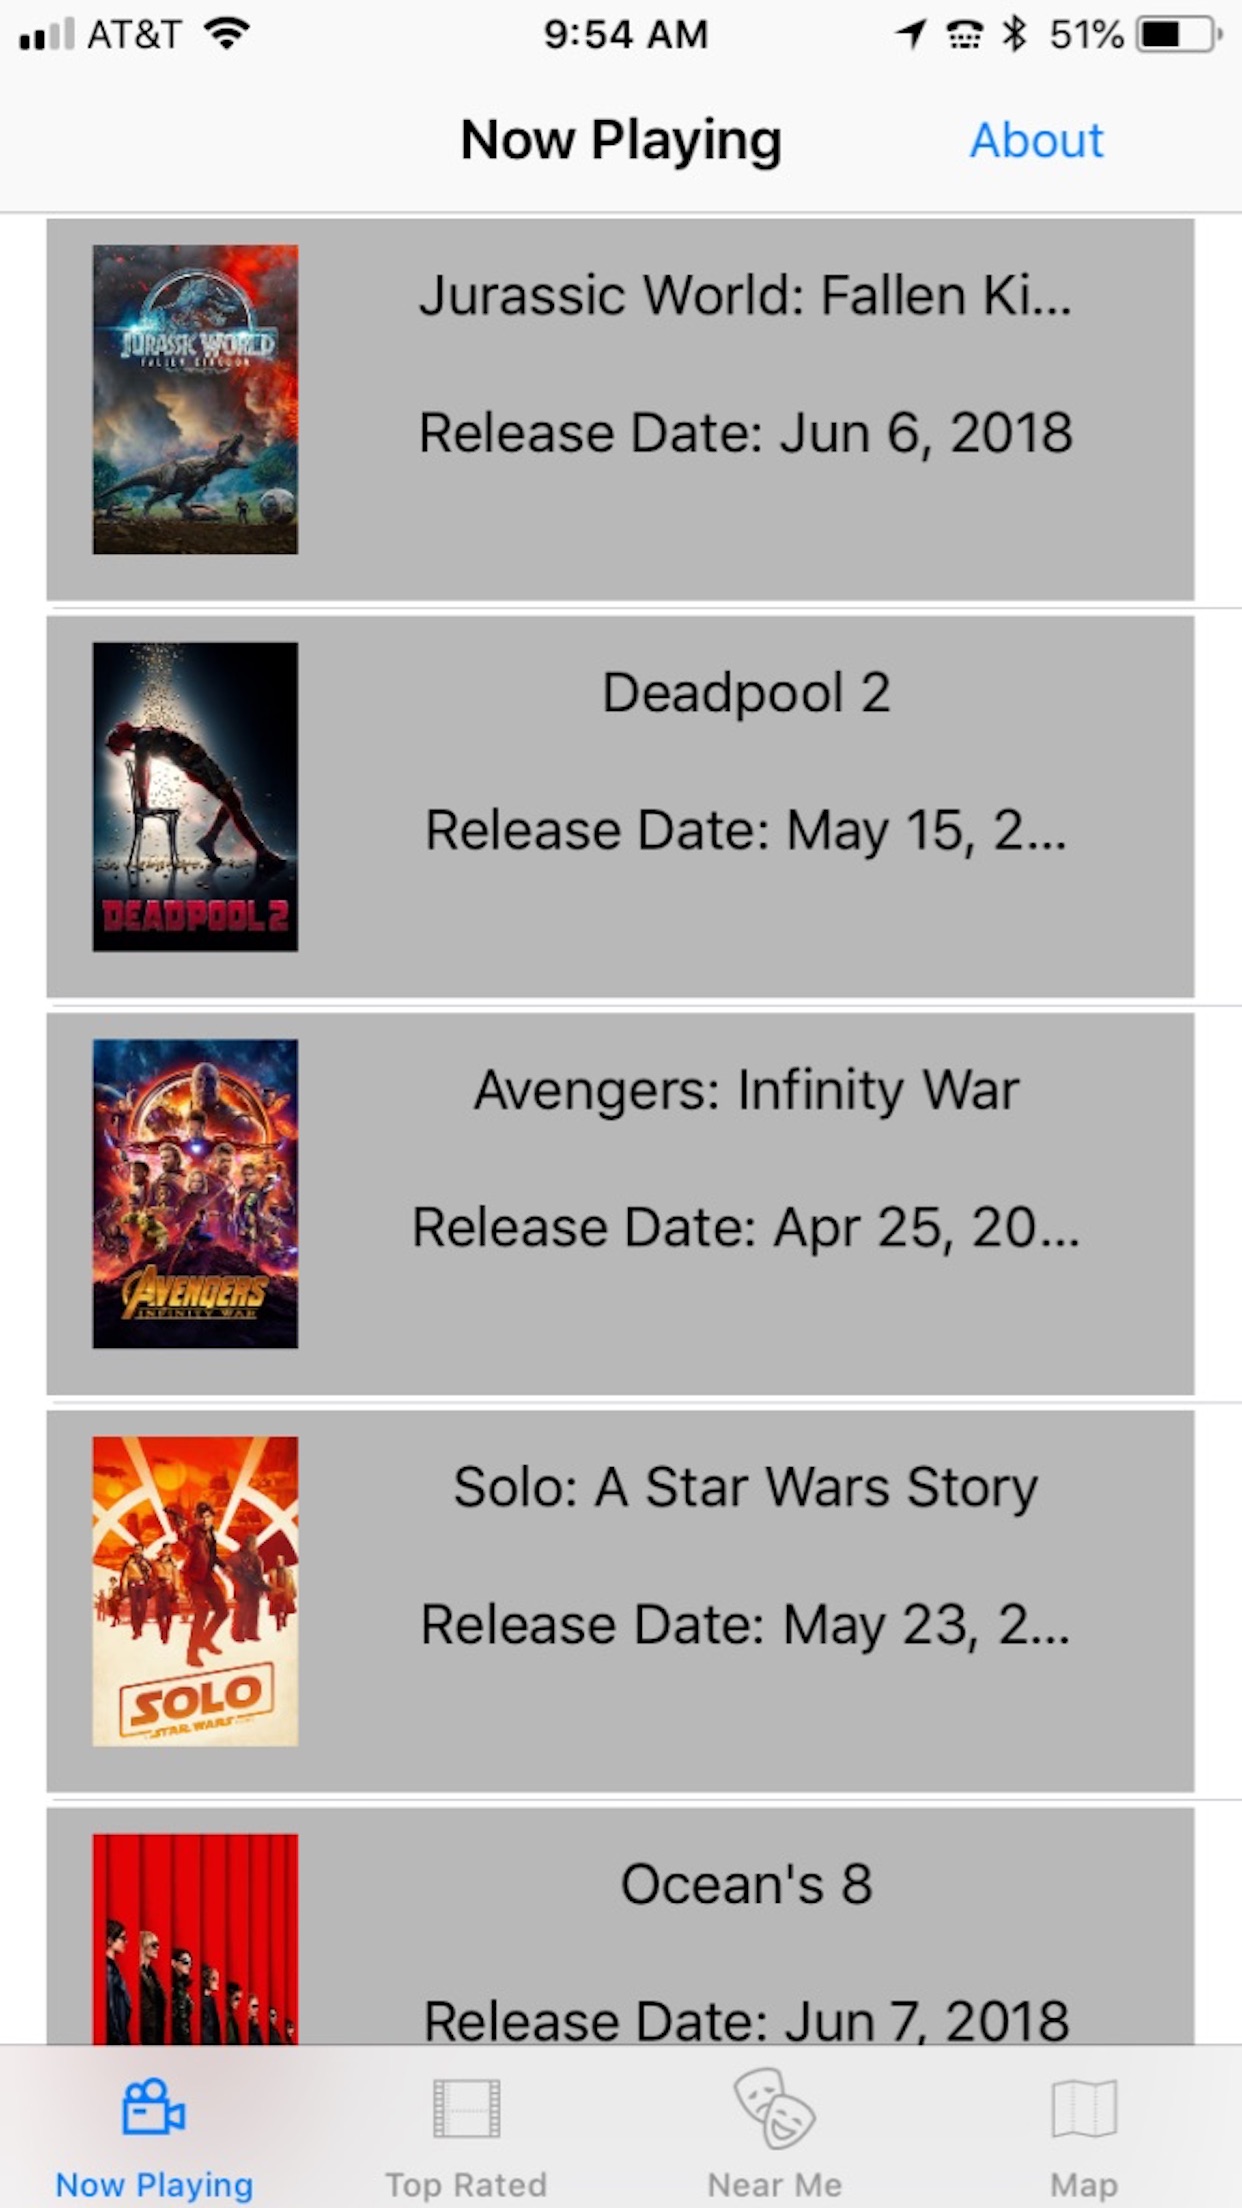 AT&T 9:54 AM 51%
Now Playing About
JURASSIC WORLD
FALLEN KINGDOM
Jurassic World: Fallen Ki...
Release Date: Jun 6, 2018
DEADPOOL 2
Deadpool 2
Release Date: May 15, 2...
AVENGERS
INFINITY WAR
Avengers: Infinity War
Release Date: Apr 25, 20...
SOLO
STAR WARS
Solo: A Star Wars Story
Release Date: May 23, 2...
Ocean's 8
Release Date: Jun 7, 2018
Now Playing Top Rated Near Me Map